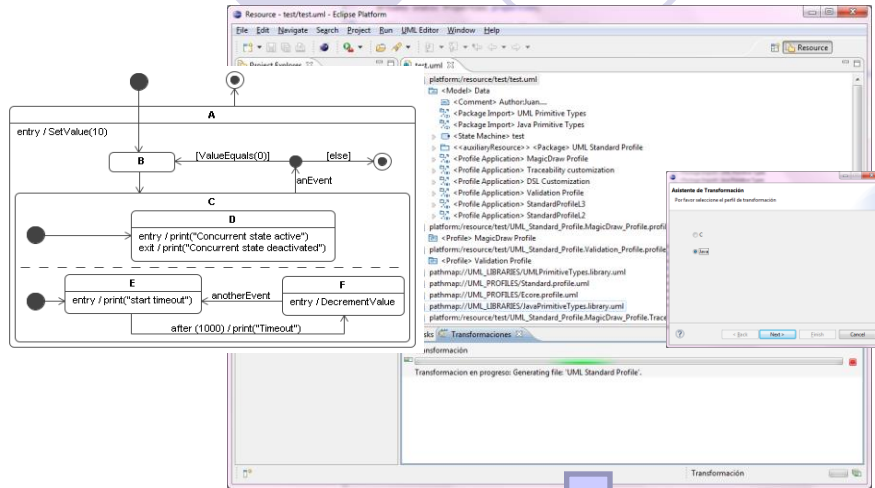 Resource - test/test.uml - Eclipse Platform
File Edit Navigate Search Project Run UML Editor Window Help
Resource
Project Explorer
test.uml
platform:/resource/test/test.uml
<Model> Data
<Comment> Author:Juan....
<Package Import> UML Primitive Types
<Package Import> Java Primitive Types
<State Machine> test
<<auxiliaryResource>> <Package> UML Standard Profile
<Profile Application> MagicDraw Profile
<Profile Application> Traceability customization
<Profile Application> DSL Customization
<Profile Application> Validation Profile
<Profile Application> StandardProfileL3
<Profile Application> StandardProfileL2
platform:/resource/test/UML_Standard_Profile.MagicDraw_Profile.profil
<Profile> MagicDraw Profile
platform:/resource/test/UML_Standard_Profile.Validation_Profile.profile
<Profile> Validation Profile
pathmap://UML_LIBRARIES/UMLPrimitiveTypes.library.uml
pathmap://UML_PROFILES/Standard.profile.uml
pathmap://UML_PROFILES/Ecore.profile.uml
pathmap://UML_LIBRARIES/JavaPrimitiveTypes.library.uml
platform:/resource/test/UML_Standard_Profile.MagicDraw_Profile.Trace
sks Transformaciones
nsformación
Transformacion en progreso: Generating file: 'UML Standard Profile'.
Transformación
A
entry / SetValue(10)
B
[ValueEquals(0)]
[else]
anEvent
C
D
entry / print("Concurrent state active")
exit / print("Concurrent state deactivated")
E
entry / print("start timeout")
anotherEvent
F
entry / DecrementValue
after (1000) / print("Timeout")
Asistente de Transformación
Por favor seleccione el perfil de transformación
C
Java
< Back Next > Finish Cancel